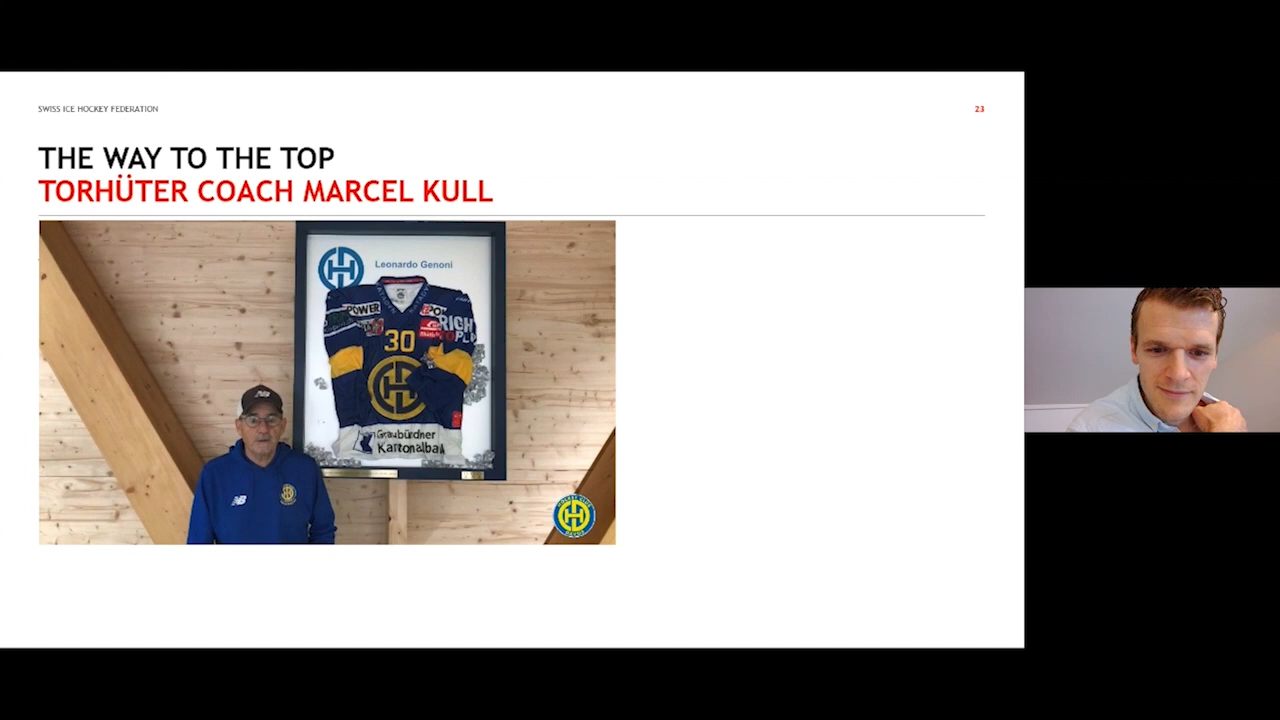 SWISS ICE HOCKEY FEDERATION
23
THE WAY TO THE TOP
TORHÜTER COACH MARCEL KULL
Leonardo Genoni
30
Graubündner
Kantonalbank
NB